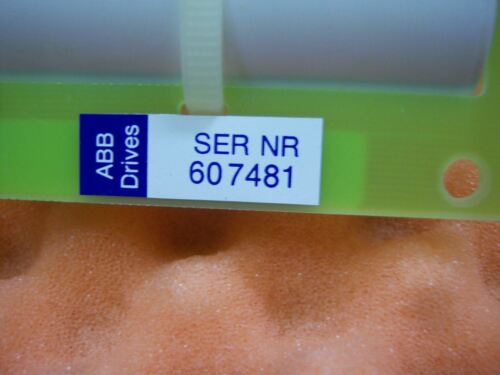 ABB
Drives
SER NR
607481